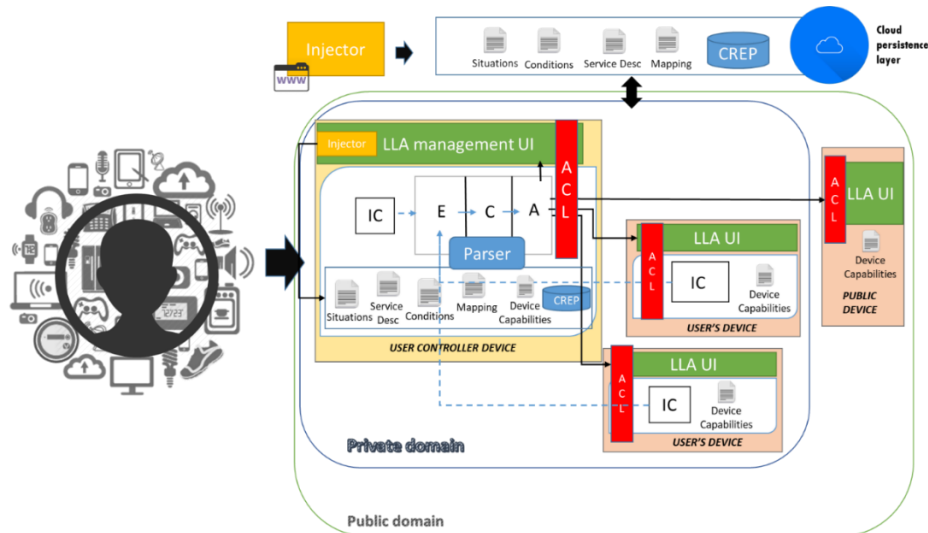 Injector
WWW
Situations
Conditions
Service Desc
Mapping
CREP
Cloud
persistence
layer
Injector
LLA management UI
A
C
L
IC
E
C
A
Parser
Situations
Service
Desc
Conditions
Mapping
Device
Capabilities
CREP
USER CONTROLLER DEVICE
A
C
L
LLA UI
IC
Device
Capabilities
USER'S DEVICE
A
C
L
LLA UI
IC
Device
Capabilities
USER'S DEVICE
A
C
L
LLA UI
Device
Capabilities
PUBLIC
DEVICE
Private domain
Public domain